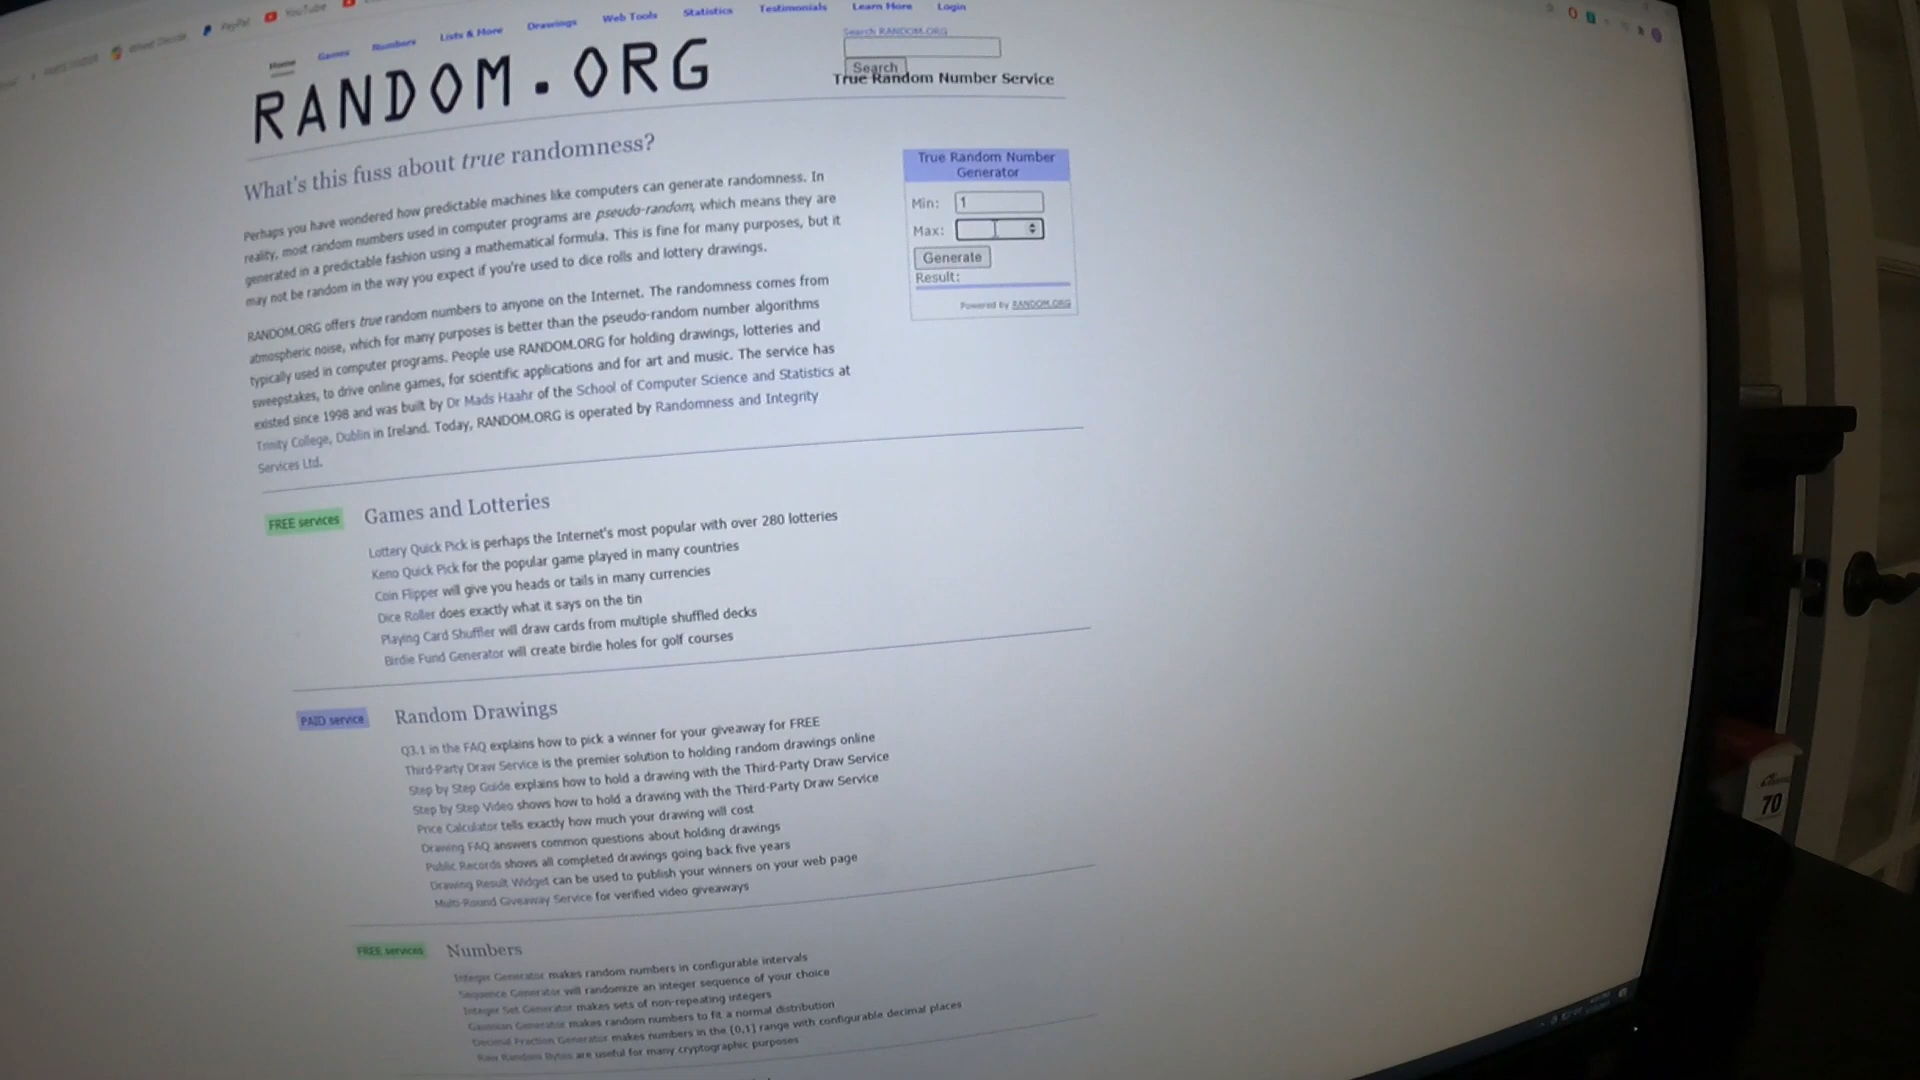 PayPal
YouTube
Wheel Decide
Home
Games
Numbers
Lists & More
Drawings
Web Tools
Statistics
Testimonials
Learn More
Login
Search RANDOM.ORG
Search
RANDOM.ORG
True Random Number Service
What's this fuss about true randomness?
Perhaps you have wondered how predictable machines like computers can generate randomness. In
reality, most random numbers used in computer programs are pseudo-random, which means they are
generated in a predictable fashion using a mathematical formula. This is fine for many purposes, but it
may not be random in the way you expect if you're used to dice rolls and lottery drawings.
RANDOM.ORG offers true random numbers to anyone on the Internet. The randomness comes from
atmospheric noise, which for many purposes is better than the pseudo-random number algorithms
typically used in computer programs. People use RANDOM.ORG for holding drawings, lotteries and
sweepstakes, to drive online games, for scientific applications and for art and music. The service has
existed since 1998 and was built by Dr Mads Haahr of the School of Computer Science and Statistics at
Trinity College, Dublin in Ireland. Today, RANDOM.ORG is operated by Randomness and Integrity
Services Ltd.
True Random Number
Generator
Min: 1
Max:
Generate
Result:
Powered by RANDOM.ORG
FREE services
Games and Lotteries
Lottery Quick Pick is perhaps the Internet's most popular with over 280 lotteries
Keno Quick Pick for the popular game played in many countries
Coin Flipper will give you heads or tails in many currencies
Dice Roller does exactly what it says on the tin
Playing Card Shuffler will draw cards from multiple shuffled decks
Birdie Fund Generator will create birdie holes for golf courses
PAID service
Random Drawings
Q3.1 in the FAQ explains how to pick a winner for your giveaway for FREE
Third-Party Draw Service is the premier solution to holding random drawings online
Step by Step Guide explains how to hold a drawing with the Third-Party Draw Service
Step by Step Video shows how to hold a drawing with the Third-Party Draw Service
Price Calculator tells exactly how much your drawing will cost
Drawing FAQ answers common questions about holding drawings
Public Records shows all completed drawings going back five years
Drawing Result Widget can be used to publish your winners on your web page
Multi-Round Giveaway Service for verified video giveaways
FREE services
Numbers
Integer Generator makes random numbers in configurable intervals
Sequence Generator will randomize an integer sequence of your choice
Integer Set Generator makes sets of non-repeating integers
Gaussian Generator makes random numbers to fit a normal distribution
Decimal Fraction Generator makes numbers in the [0,1] range with configurable decimal places
Raw Random Bytes are useful for many cryptographic purposes
70